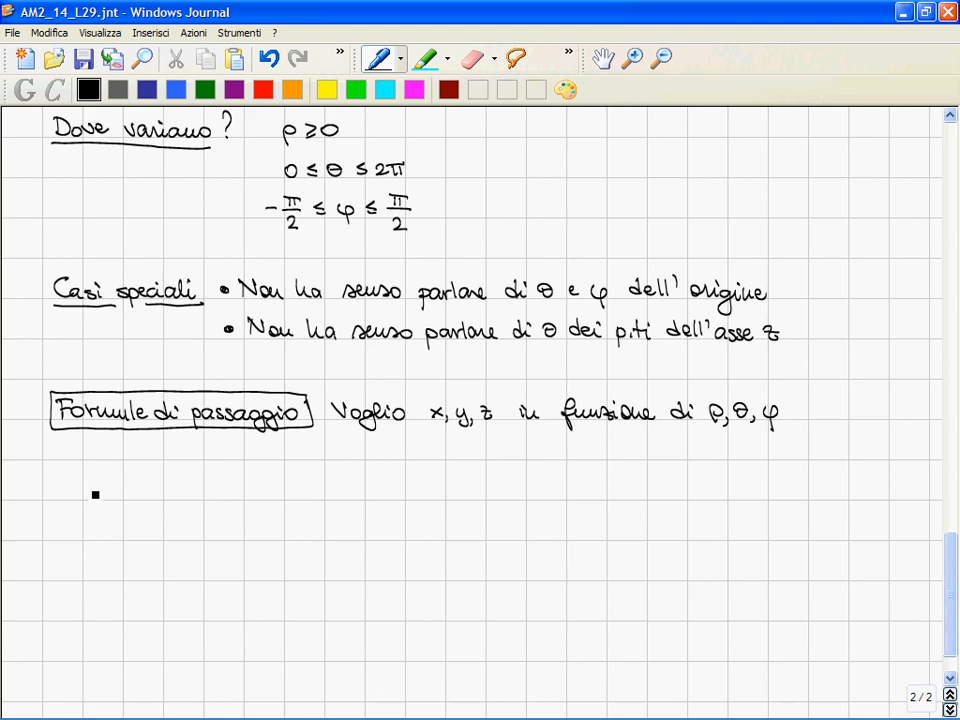 AM2_14_L29.jnt - Windows Journal
File Modifica Visualizza Inserisci Azioni Strumenti ?
G C
Dove variano? ρ ≥ 0
0 ≤ θ ≤ 2π
-π/2 ≤ φ ≤ π/2
Casi speciali • Non ha senso parlare di θ e φ dell'origine
• Non ha senso parlare di θ dei p.ti dell'asse z
Formule di passaggio Voglio x, y, z in funzione di ρ, θ, φ
2 / 2